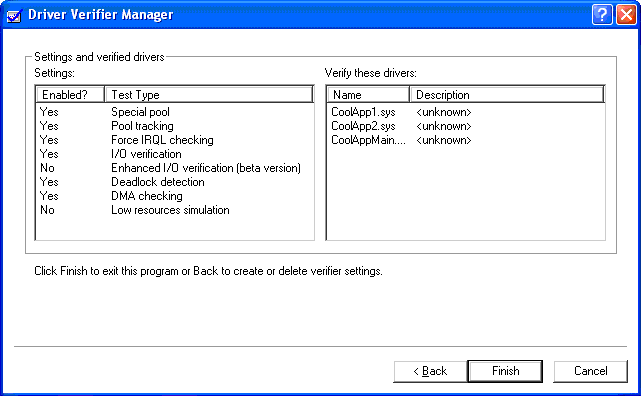 Driver Verifier Manager
Settings and verified drivers
Settings:
Enabled? Test Type
Yes Special pool
Yes Pool tracking
Yes Force IRQL checking
Yes I/O verification
No Enhanced I/O verification (beta version)
Yes Deadlock detection
Yes DMA checking
No Low resources simulation
Verify these drivers:
Name Description
CoolApp1.sys <unknown>
CoolApp2.sys <unknown>
CoolAppMain.... <unknown>
Click Finish to exit this program or Back to create or delete verifier settings.
< Back Finish Cancel